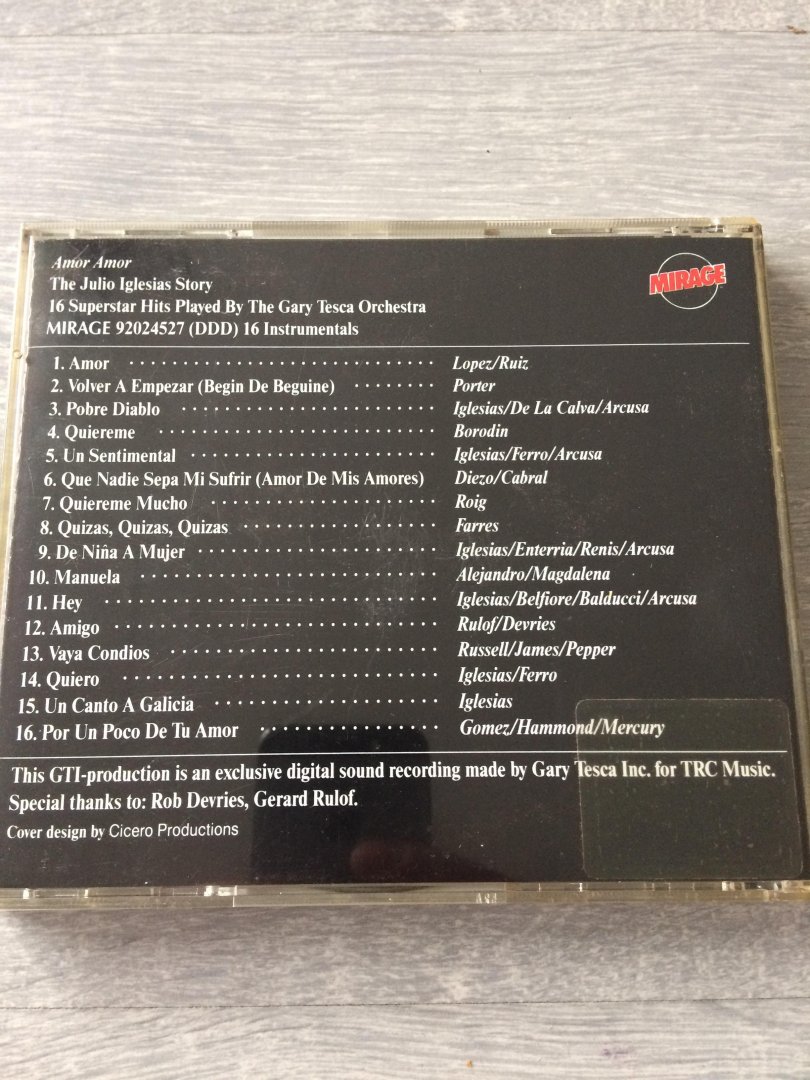 Amor Amor
The Julio Iglesias Story
16 Superstar Hits Played By The Gary Tesca Orchestra
MIRAGE 92024527 (DDD) 16 Instrumentals
MIRAGE
1. Amor Lopez/Ruiz
2. Volver A Empezar (Begin De Beguine) Porter
3. Pobre Diablo Iglesias/De La Calva/Arcusa
4. Quiereme Borodin
5. Un Sentimental Iglesias/Ferro/Arcusa
6. Que Nadie Sepa Mi Sufrir (Amor De Mis Amores) Diezo/Cabral
7. Quiereme Mucho Roig
8. Quizas, Quizas, Quizas Farres
9. De Niña A Mujer Iglesias/Enterria/Renis/Arcusa
10. Manuela Alejandro/Magdalena
11. Hey Iglesias/Belfiore/Balducci/Arcusa
12. Amigo Rulof/Devries
13. Vaya Condios Russell/James/Pepper
14. Quiero Iglesias/Ferro
15. Un Canto A Galicia Iglesias
16. Por Un Poco De Tu Amor Gomez/Hammond/Mercury
This GTI-production is an exclusive digital sound recording made by Gary Tesca Inc. for TRC Music.
Special thanks to: Rob Devries, Gerard Rulof.
Cover design by Cicero Productions